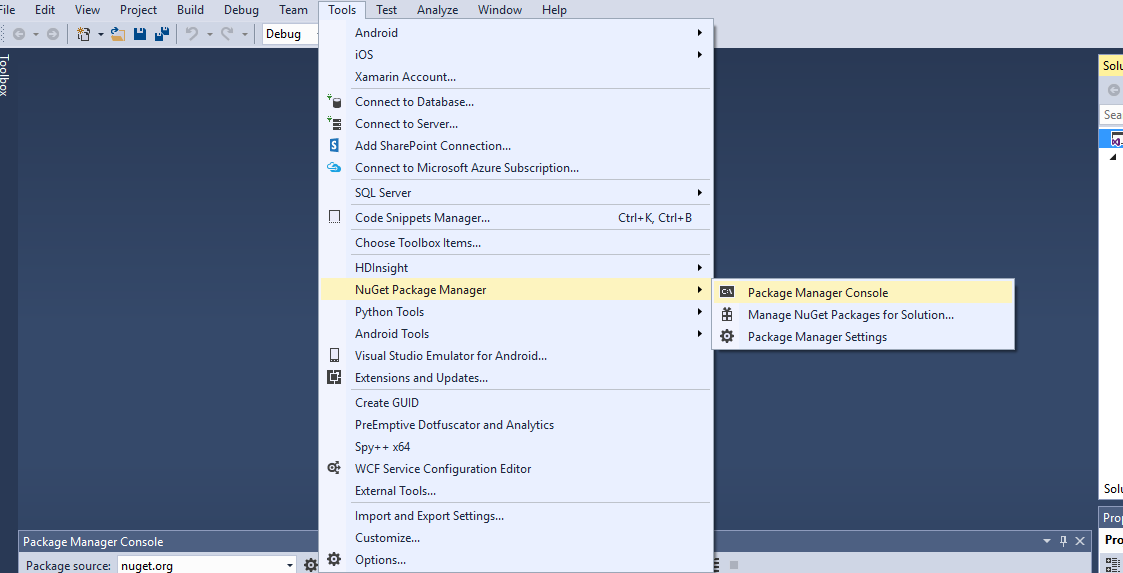 File Edit View Project Build Debug Team Tools Test Analyze Window Help
Debug
Toolbox
Android
iOS
Xamarin Account...
Connect to Database...
Connect to Server...
Add SharePoint Connection...
Connect to Microsoft Azure Subscription...
SQL Server
Code Snippets Manager... Ctrl+K, Ctrl+B
Choose Toolbox Items...
HDInsight
NuGet Package Manager
Python Tools
Android Tools
Visual Studio Emulator for Android...
Extensions and Updates...
Create GUID
PreEmptive Dotfuscator and Analytics
Spy++ x64
WCF Service Configuration Editor
External Tools...
Import and Export Settings...
Customize...
Options...
C:\
Package Manager Console
Manage NuGet Packages for Solution...
Package Manager Settings
Solu
Sea
Solu
Prop
Pro
Package Manager Console
Package source: nuget.org